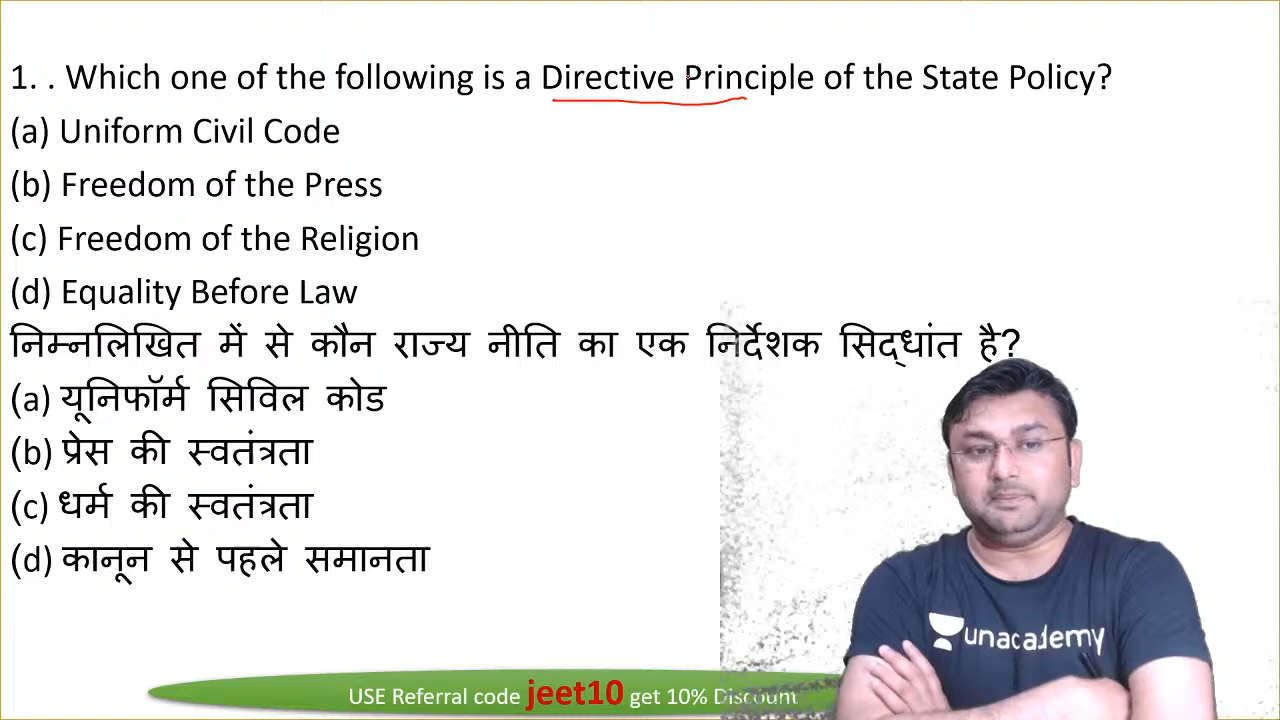 1. . Which one of the following is a Directive Principle of the State Policy?
(a) Uniform Civil Code
(b) Freedom of the Press
(c) Freedom of the Religion
(d) Equality Before Law
निम्नलिखित में से कौन राज्य नीति का एक निर्देशक सिद्धांत है?
(a) यूनिफॉर्म सिविल कोड
(b) प्रेस की स्वतंत्रता
(c) धर्म की स्वतंत्रता
(d) कानून से पहले समानता
unacademy
USE Referral code jeet10 get 10% Discount